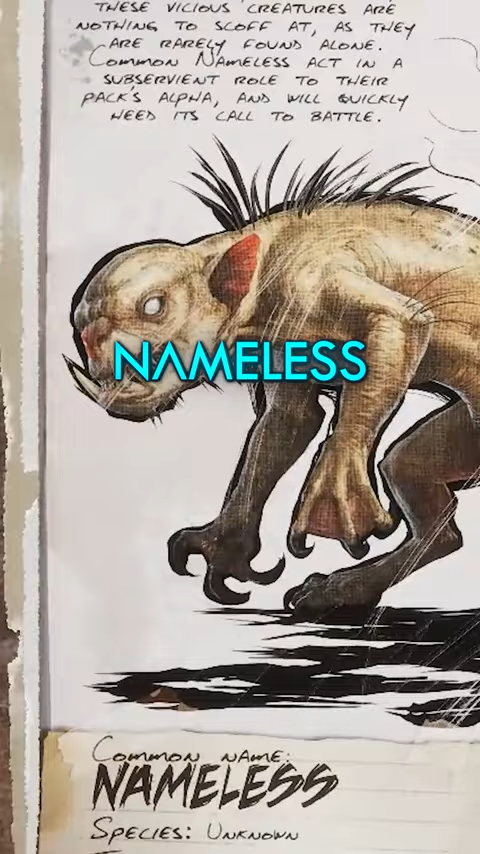 THESE VICIOUS CREATURES ARE
NOTHING TO SCOFF AT, AS THEY
ARE RARELY FOUND ALONE.
COMMON NAMELESS ACT IN A
SUBSERVIENT ROLE TO THEIR
PACK'S ALPHA, AND WILL QUICKLY
HEED ITS CALL TO BATTLE.
NAMELESS
COMMON NAME:
NAMELESS
SPECIES: UNKNOWN